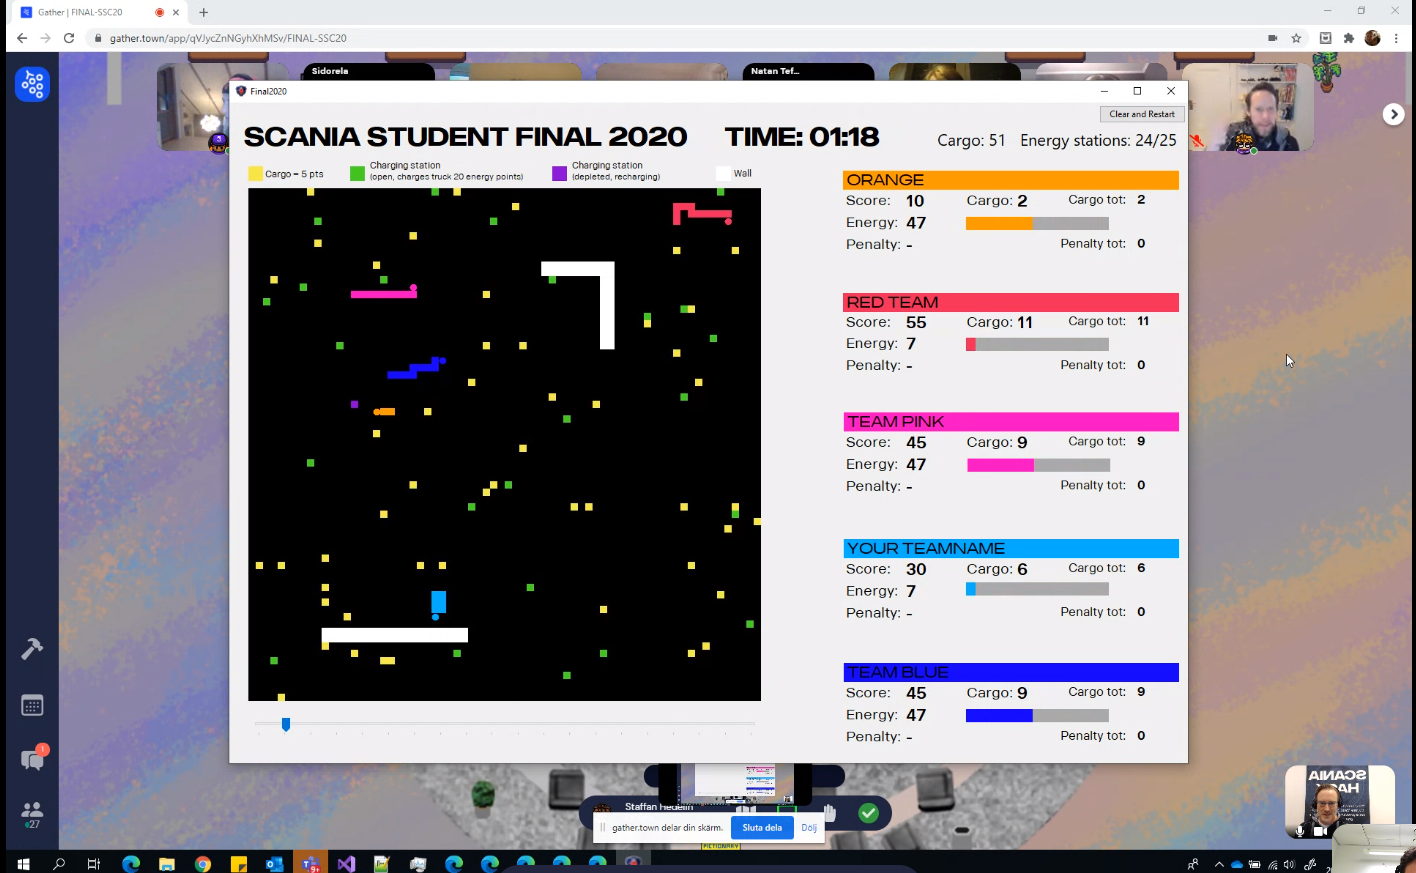 Gather | FINAL-SSC20
gather.town/app/qVJycZnNGyhXhMSv/FINAL-SSC20
Sidorela
Natan Tef...
Final2020
Clear and Restart
SCANIA STUDENT FINAL 2020 TIME: 01:18 Cargo: 51 Energy stations: 24/25
Cargo = 5 pts
Charging station
(open, charges truck 20 energy points)
Charging station
(depleted, recharging)
Wall
ORANGE
Score: 10 Cargo: 2 Cargo tot: 2
Energy: 47
Penalty: - Penalty tot: 0
RED TEAM
Score: 55 Cargo: 11 Cargo tot: 11
Energy: 7
Penalty: - Penalty tot: 0
TEAM PINK
Score: 45 Cargo: 9 Cargo tot: 9
Energy: 47
Penalty: - Penalty tot: 0
YOUR TEAMNAME
Score: 30 Cargo: 6 Cargo tot: 6
Energy: 7
Penalty: - Penalty tot: 0
TEAM BLUE
Score: 45 Cargo: 9 Cargo tot: 9
Energy: 47
Penalty: - Penalty tot: 0
1
27
Staffan Hedelin
gather.town delar din skärm. Sluta dela Dölj
PICTIONARY
SCANIA
9+